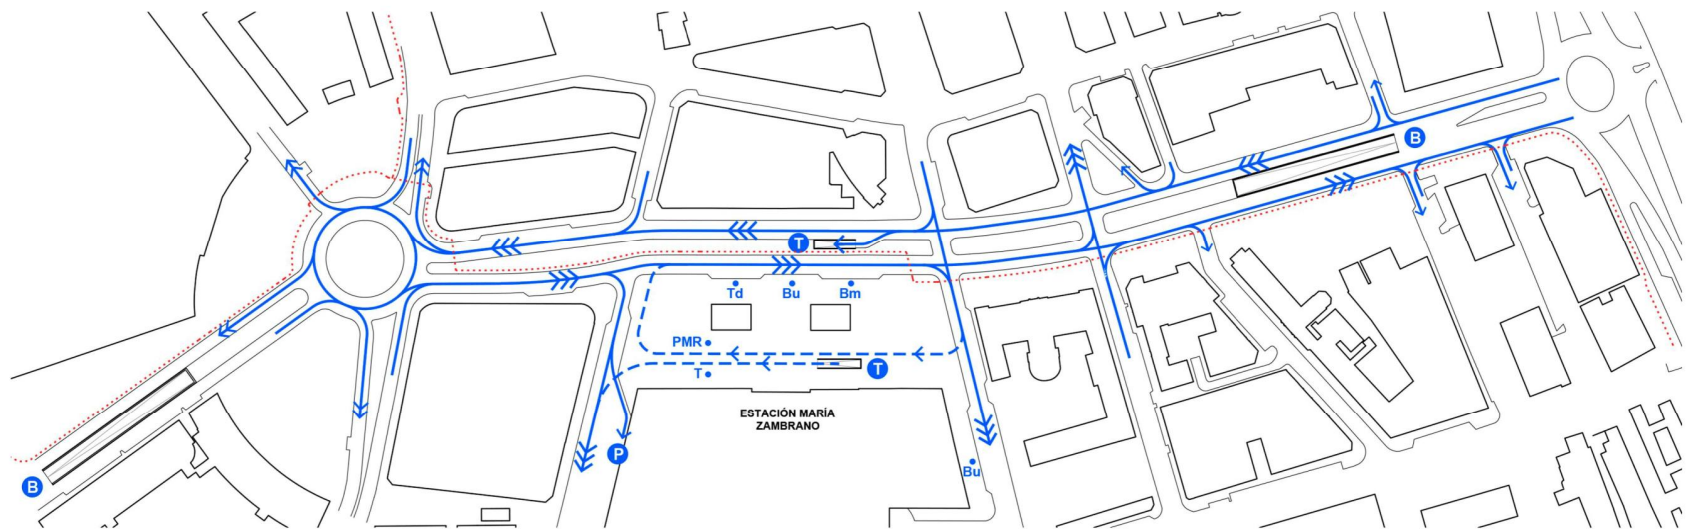 B
T
Td
Bu
Bm
PMR
T
T
ESTACIÓN MARÍA
ZAMBRANO
P
Bu
B